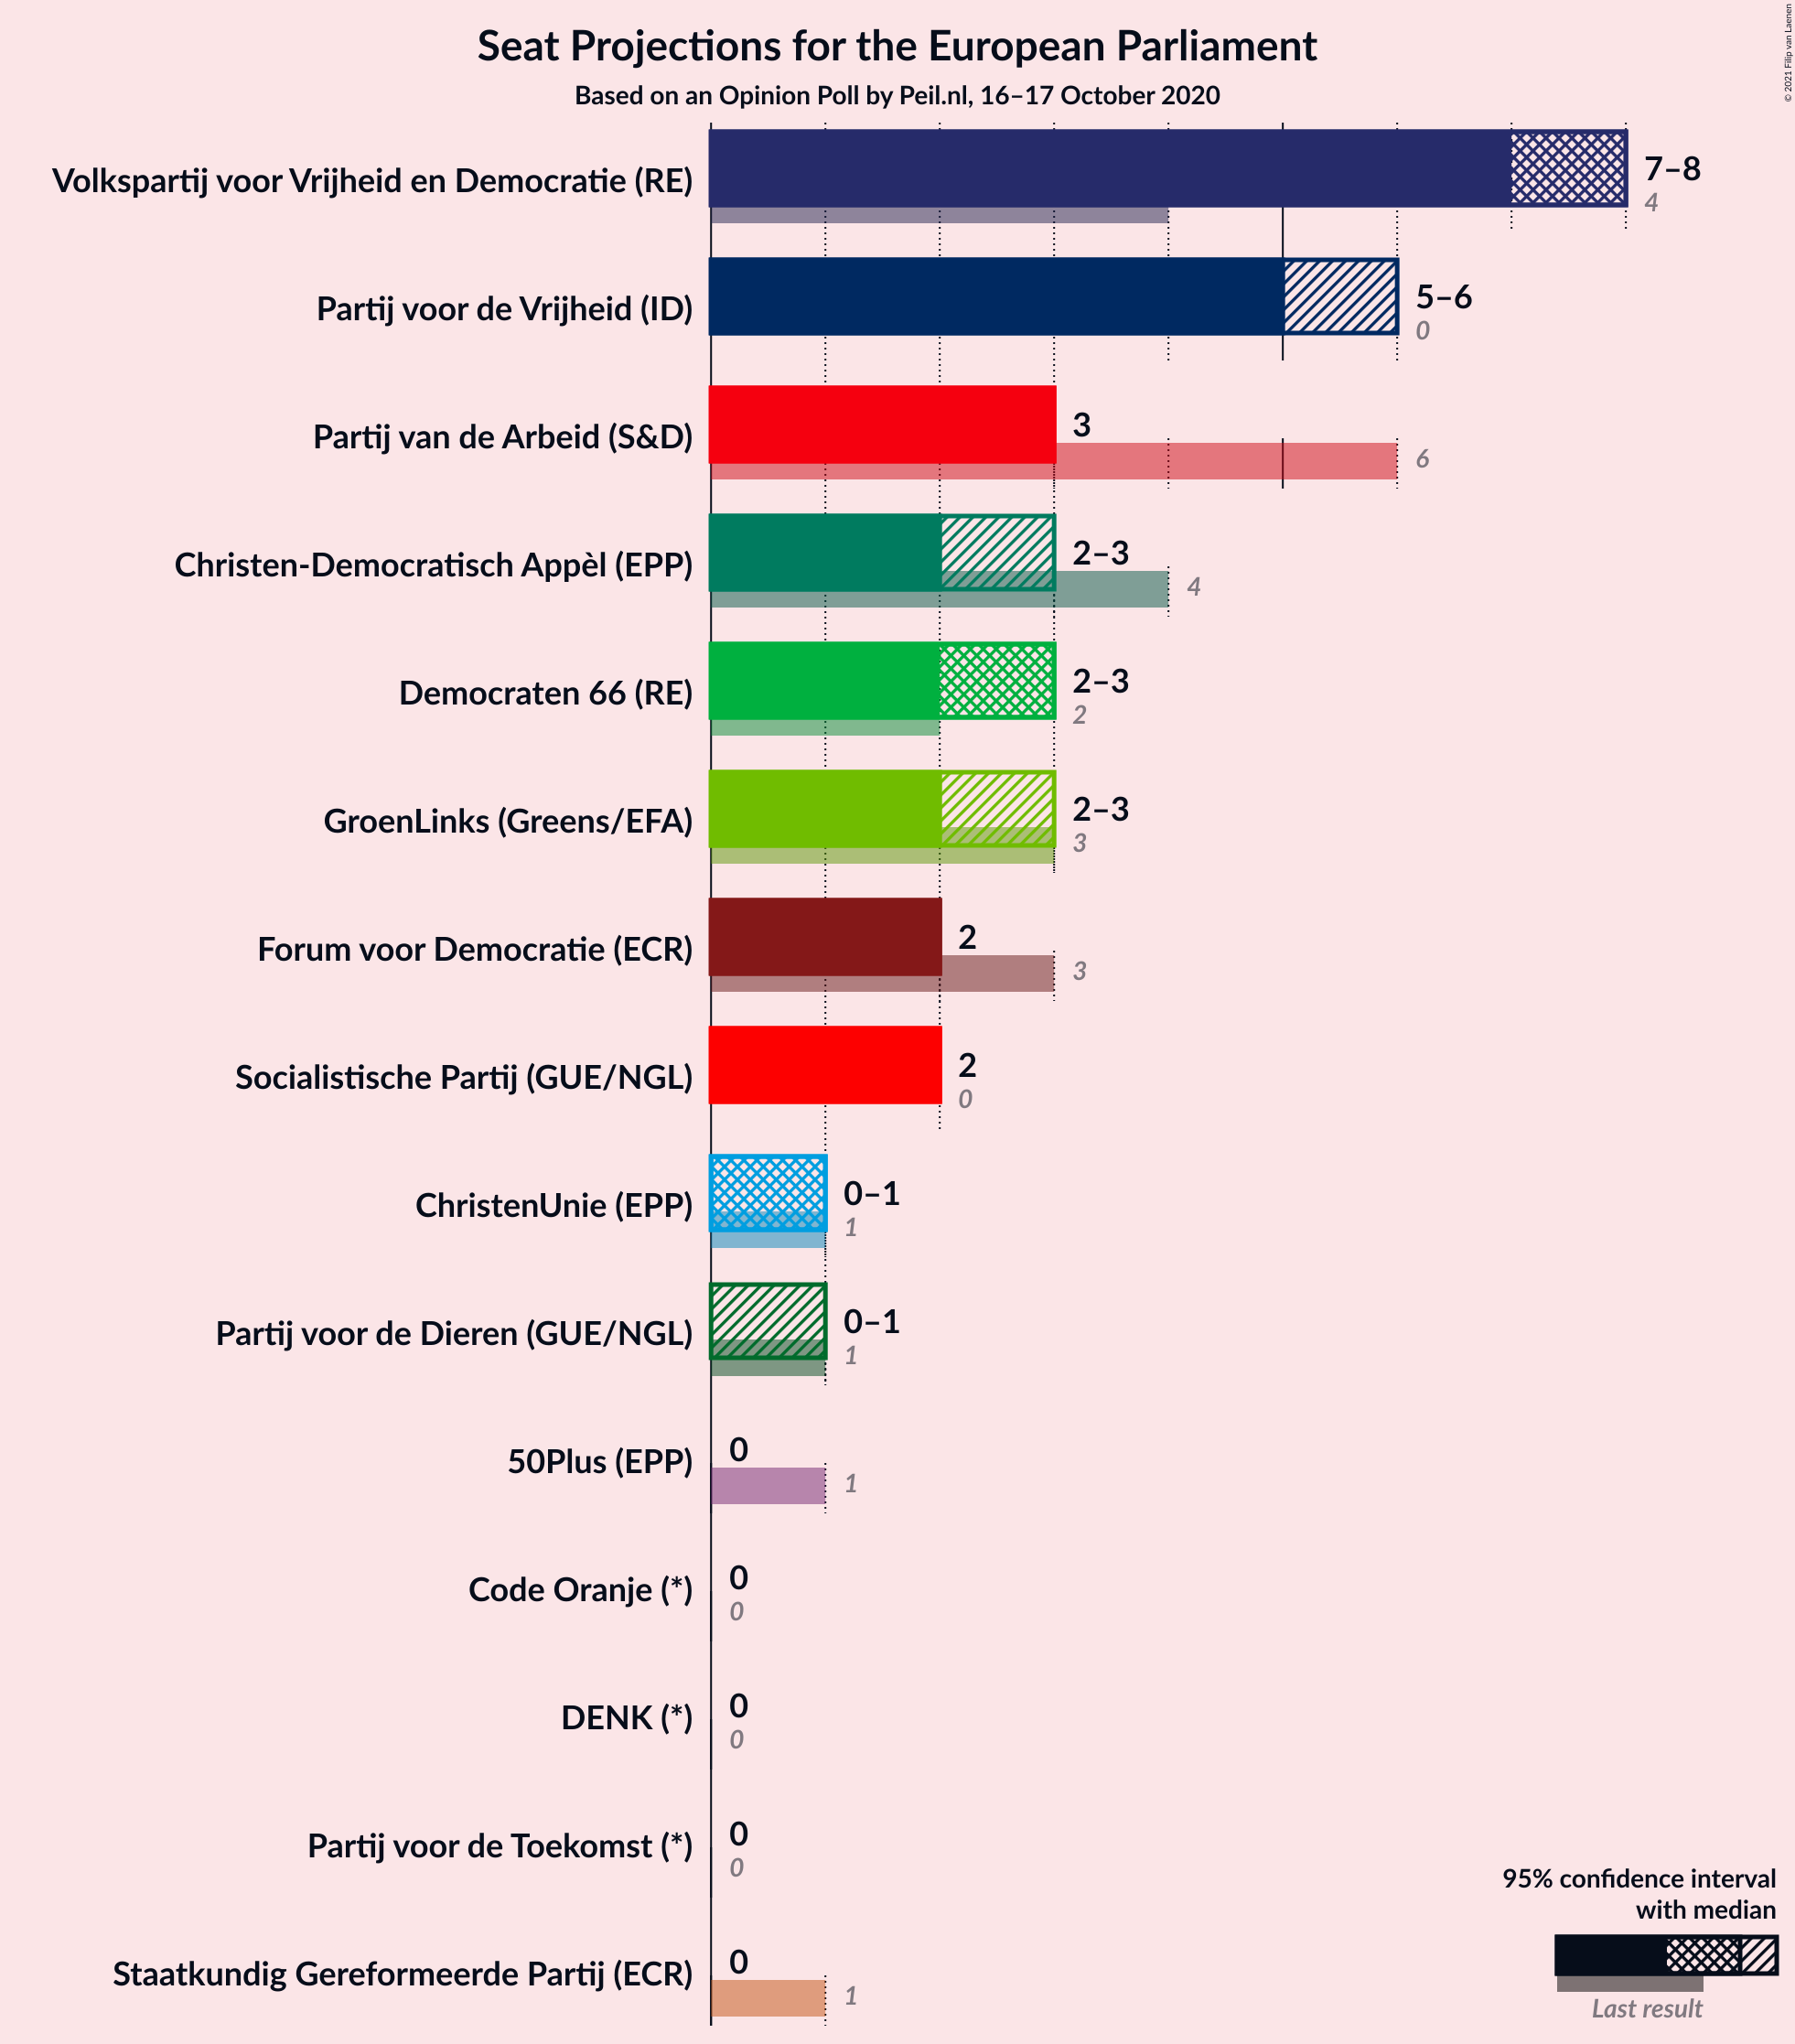 Seat Projections for the European Parliament
Based on an Opinion Poll by Peil.nl, 16–17 October 2020
© 2021 Filip van Laenen
Volkspartij voor Vrijheid en Democratie (RE)
7–8
4
Partij voor de Vrijheid (ID)
5–6
0
Partij van de Arbeid (S&D)
3
6
Christen-Democratisch Appèl (EPP)
2–3
4
Democraten 66 (RE)
2–3
2
GroenLinks (Greens/EFA)
2–3
3
Forum voor Democratie (ECR)
2
3
Socialistische Partij (GUE/NGL)
2
0
ChristenUnie (EPP)
0–1
1
Partij voor de Dieren (GUE/NGL)
0–1
1
50Plus (EPP)
0
1
Code Oranje (*)
0
0
DENK (*)
0
0
Partij voor de Toekomst (*)
0
0
Staatkundig Gereformeerde Partij (ECR)
0
1
95% confidence interval
with median
Last result